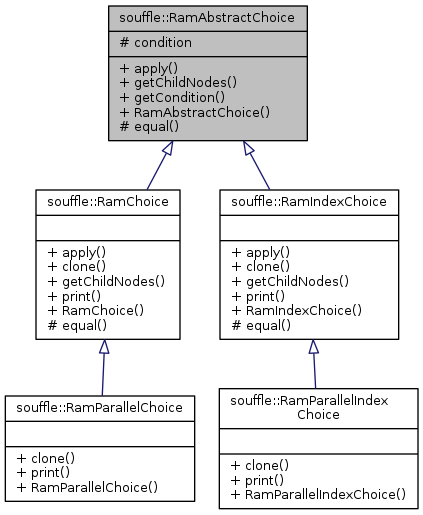 souffle::RamAbstractChoice
# condition
+ apply()
+ getChildNodes()
+ getCondition()
+ RamAbstractChoice()
# equal()
souffle::RamChoice
+ apply()
+ clone()
+ getChildNodes()
+ print()
+ RamChoice()
# equal()
souffle::RamIndexChoice
+ apply()
+ clone()
+ getChildNodes()
+ print()
+ RamIndexChoice()
# equal()
souffle::RamParallelChoice
+ clone()
+ print()
+ RamParallelChoice()
souffle::RamParallelIndex
Choice
+ clone()
+ print()
+ RamParallelIndexChoice()